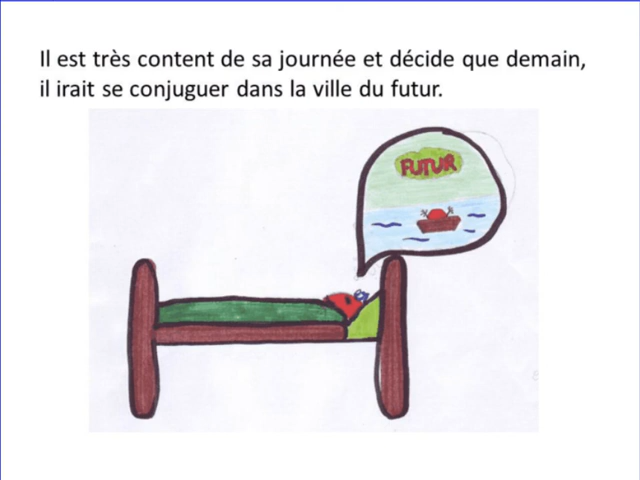 Il est très content de sa journée et décide que demain,
il irait se conjuguer dans la ville du futur.
FUTUR